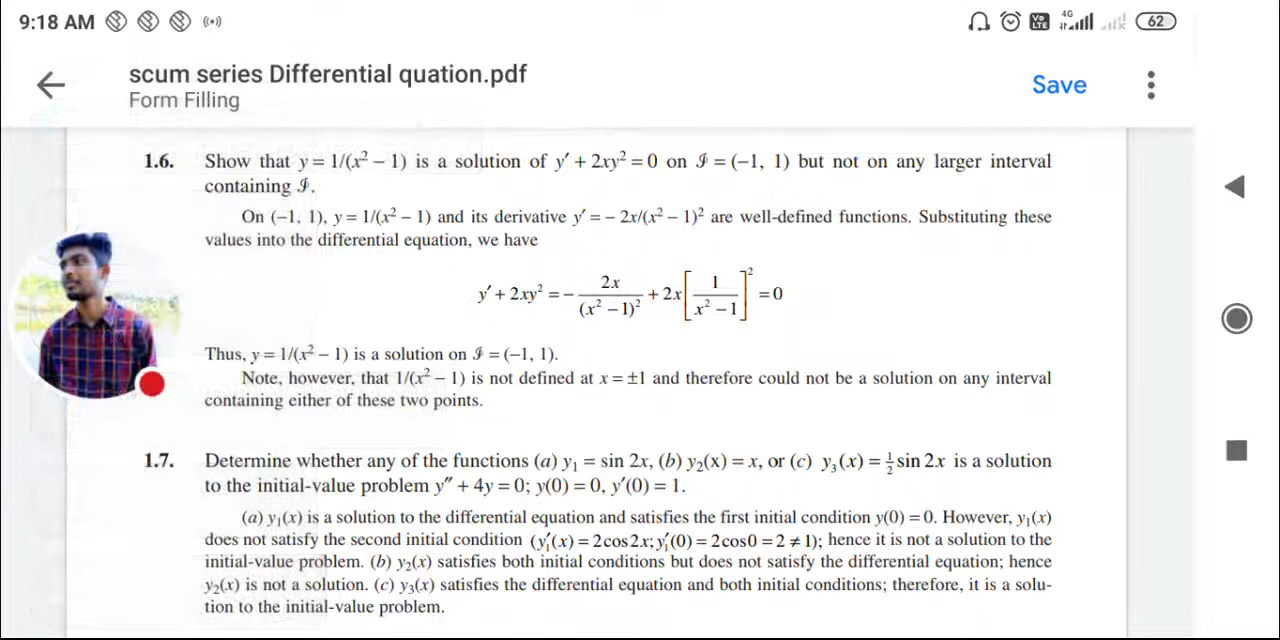 9:18 AM
4G
Vo
LTE
62
scum series Differential quation.pdf
Save
Form Filling
1.6. Show that y = 1/(x² – 1) is a solution of y′ + 2xy² = 0 on 𝓘 = (−1, 1) but not on any larger interval
containing 𝓘.
On (−1, 1), y = 1/(x² – 1) and its derivative y′ = – 2x/(x² – 1)² are well-defined functions. Substituting these
values into the differential equation, we have
y′ + 2xy² = − 2x/(x² – 1)² + 2x[1/(x² – 1)]² = 0
Thus, y = 1/(x² – 1) is a solution on 𝓘 = (−1, 1).
Note, however, that 1/(x² – 1) is not defined at x = ±1 and therefore could not be a solution on any interval
containing either of these two points.
1.7. Determine whether any of the functions (a) y₁ = sin 2x, (b) y₂(x) = x, or (c) y₃(x) = ½ sin 2x is a solution
to the initial-value problem y″ + 4y = 0; y(0) = 0, y′(0) = 1.
(a) y₁(x) is a solution to the differential equation and satisfies the first initial condition y(0) = 0. However, y₁(x)
does not satisfy the second initial condition (y₁′(x) = 2cos 2x; y₁′(0) = 2cos0 = 2 ≠ 1); hence it is not a solution to the
initial-value problem. (b) y₂(x) satisfies both initial conditions but does not satisfy the differential equation; hence
y₂(x) is not a solution. (c) y₃(x) satisfies the differential equation and both initial conditions; therefore, it is a solu-
tion to the initial-value problem.